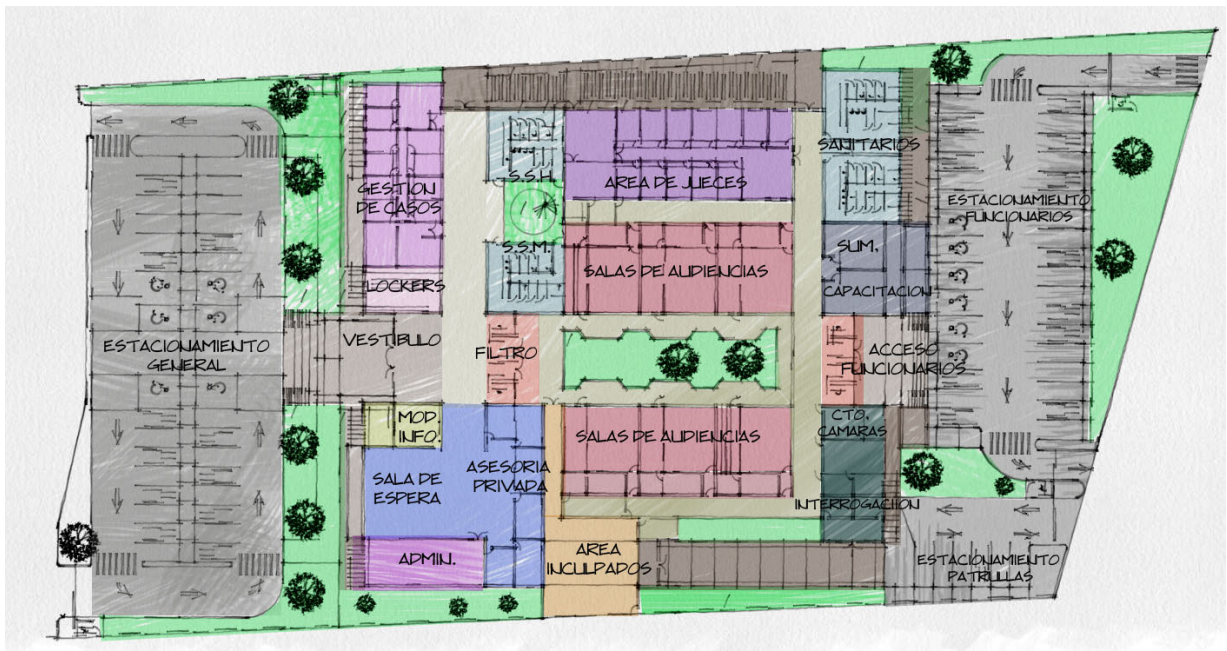 GESTION
DE CASOS
LOCKERS
S.S.H.
S.S.M.
AREA DE JUECES
SALAS DE AUDIENCIAS
SANITARIOS
SUM.
CAPACITACION
ESTACIONAMIENTO
FUNCIONARIOS
ESTACIONAMIENTO
GENERAL
VESTIBULO
FILTRO
ACCESO
FUNCIONARIOS
MOD.
INFO.
SALA DE
ESPERA
ASESORIA
PRIVADA
SALAS DE AUDIENCIAS
CTO.
CAMARAS
INTERROGACION
ADMIN.
AREA
INCULPADOS
ESTACIONAMIENTO
PATRULLAS